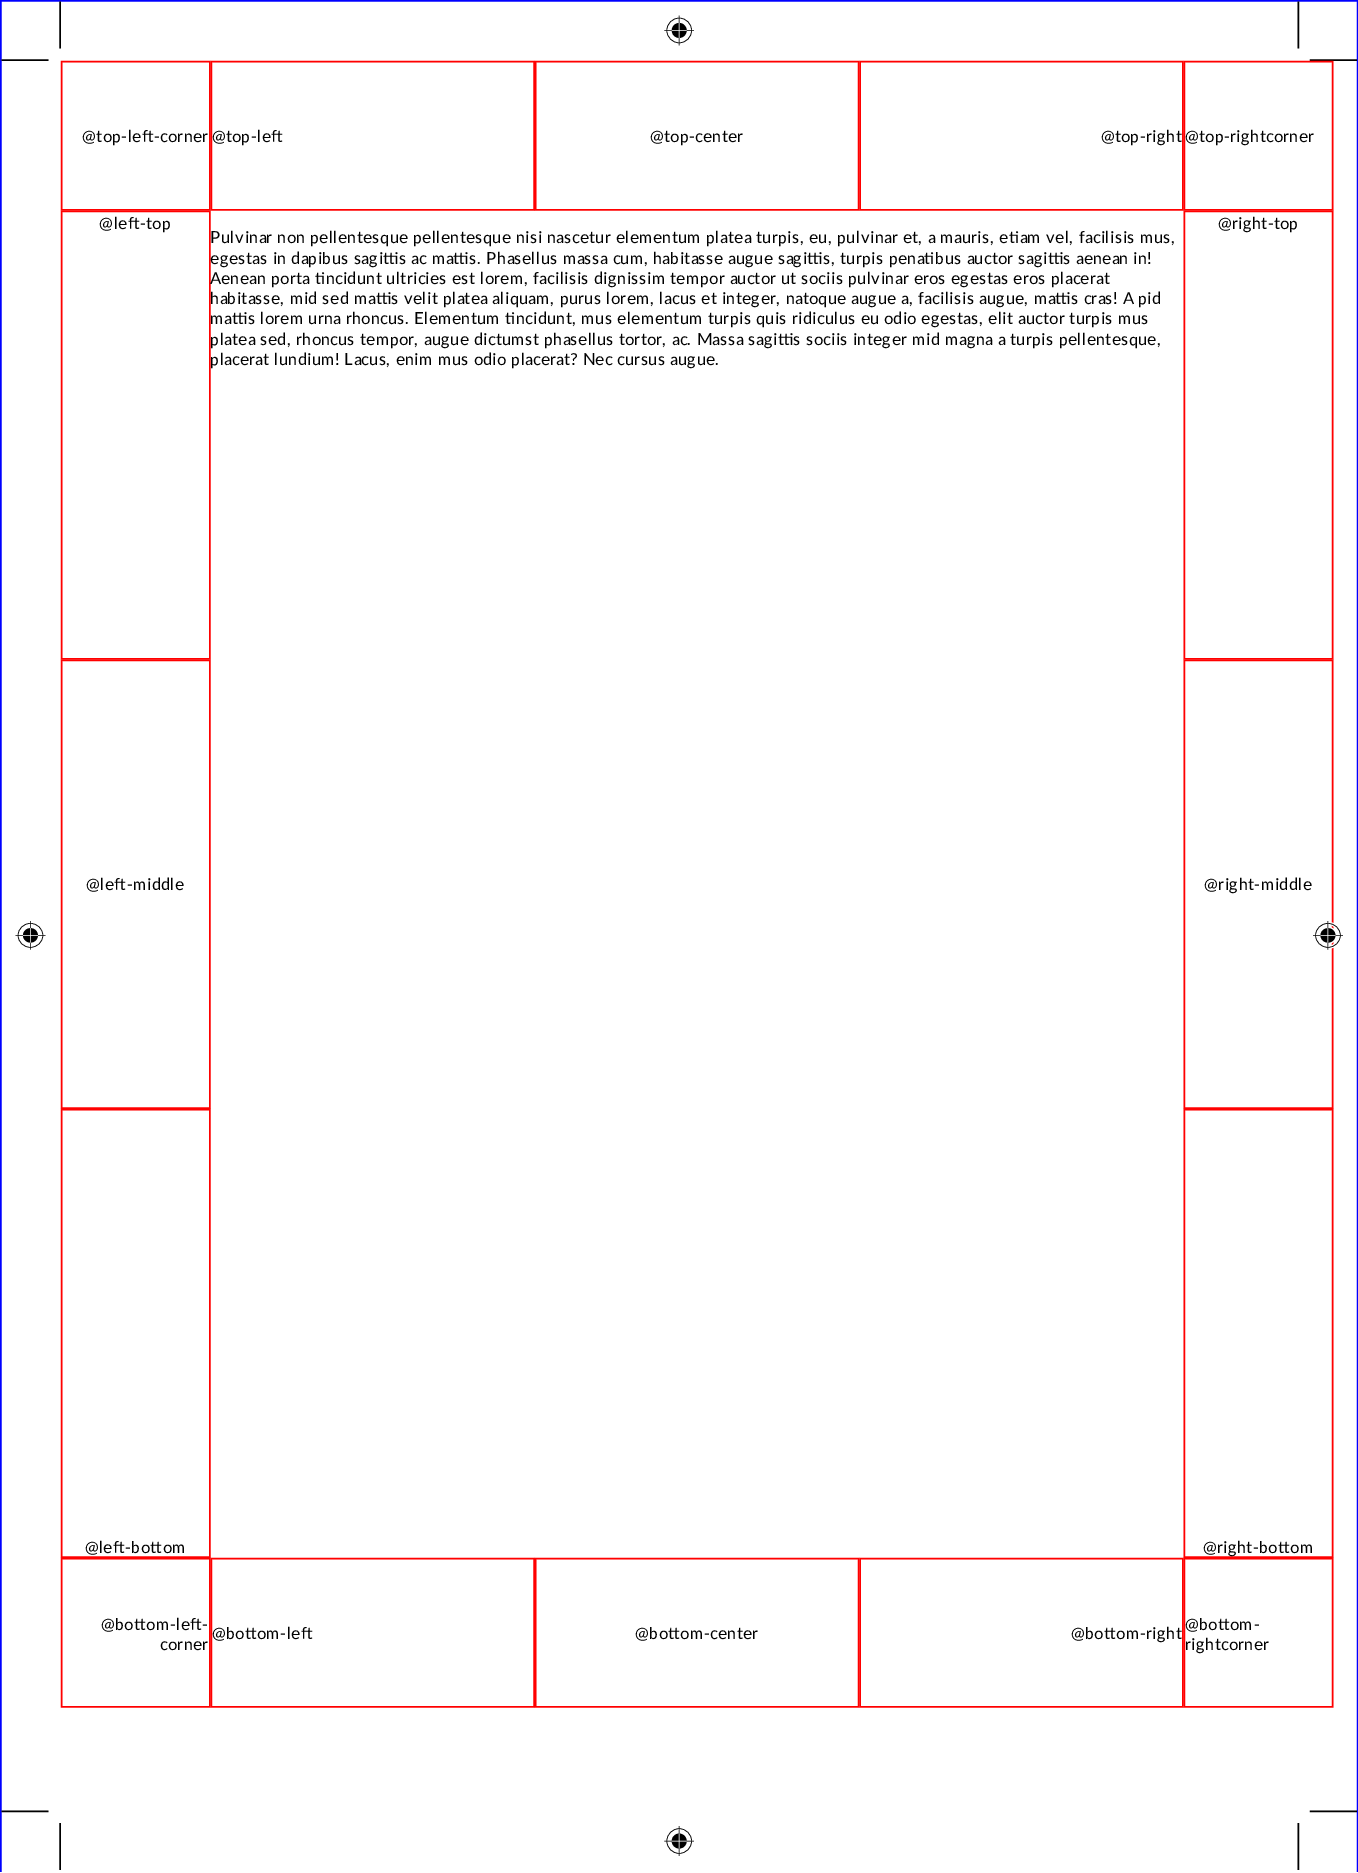 @top-left-corner @top-left @top-center @top-right @top-rightcorner
@left-top @right-top
Pulvinar non pellentesque pellentesque nisi nascetur elementum platea turpis, eu, pulvinar et, a mauris, etiam vel, facilisis mus,
egestas in dapibus sagittis ac mattis. Phasellus massa cum, habitasse augue sagittis, turpis penatibus auctor sagittis aenean in!
Aenean porta tincidunt ultricies est lorem, facilisis dignissim tempor auctor ut sociis pulvinar eros egestas eros placerat
habitasse, mid sed mattis velit platea aliquam, purus lorem, lacus et integer, natoque augue a, facilisis augue, mattis cras! A pid
mattis lorem urna rhoncus. Elementum tincidunt, mus elementum turpis quis ridiculus eu odio egestas, elit auctor turpis mus
platea sed, rhoncus tempor, augue dictumst phasellus tortor, ac. Massa sagittis sociis integer mid magna a turpis pellentesque,
placerat lundium! Lacus, enim mus odio placerat? Nec cursus augue.
@left-middle @right-middle
@left-bottom @right-bottom
@bottom-left-
corner
@bottom-left @bottom-center @bottom-right
@bottom-
rightcorner